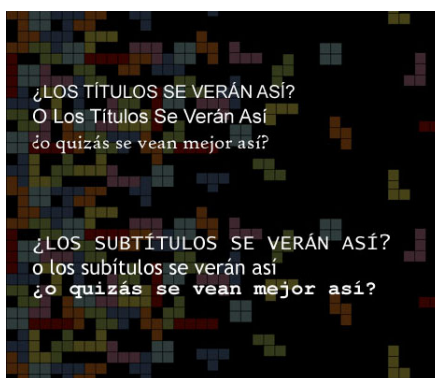 ¿LOS TÍTULOS SE VERÁN ASÍ?
O Los Títulos Se Verán Así
¿o quizás se vean mejor así?
¿LOS SUBTÍTULOS SE VERÁN ASÍ?
o los subítulos se verán así
¿o quizás se vean mejor así?